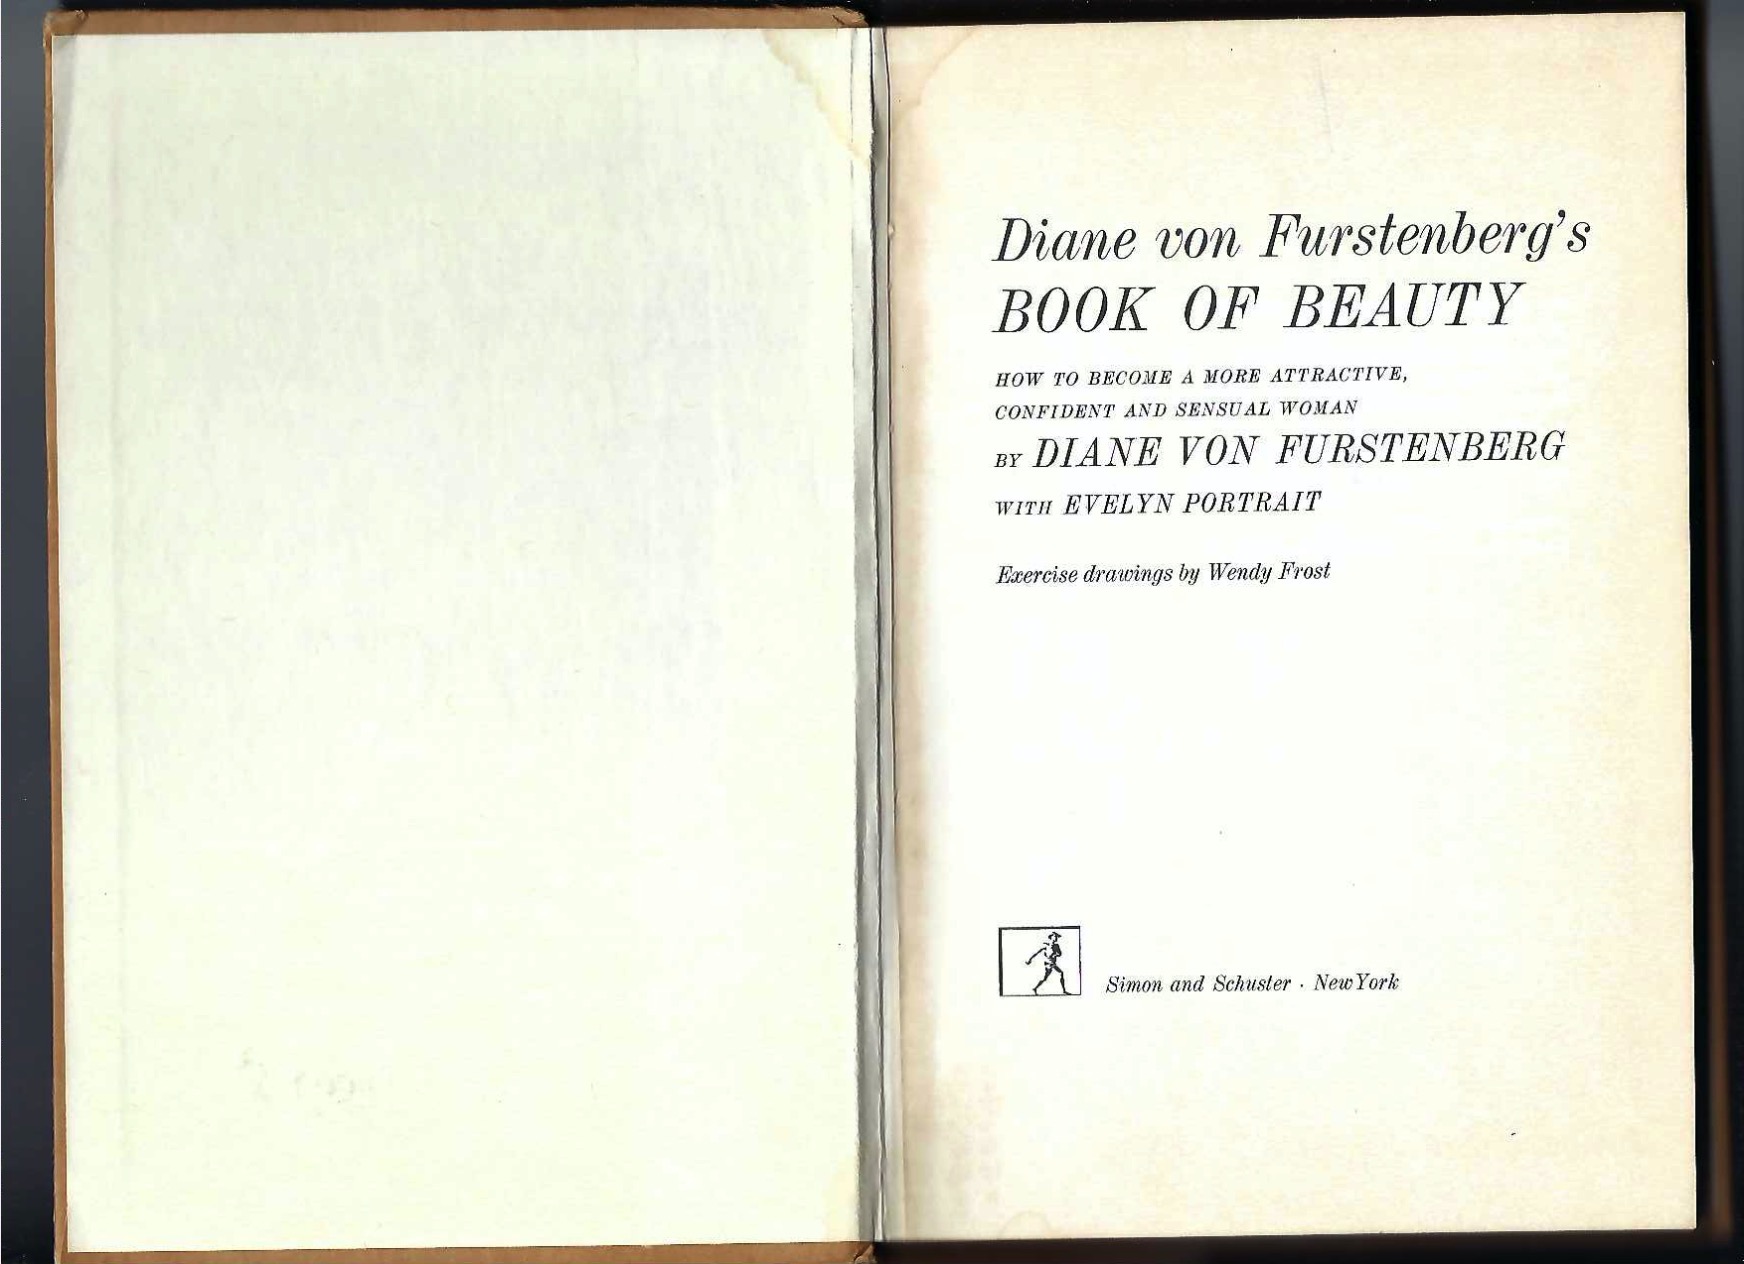 Diane von Furstenberg's
BOOK OF BEAUTY
HOW TO BECOME A MORE ATTRACTIVE,
CONFIDENT AND SENSUAL WOMAN
BY DIANE VON FURSTENBERG
WITH EVELYN PORTRAIT
Exercise drawings by Wendy Frost
Simon and Schuster · New York